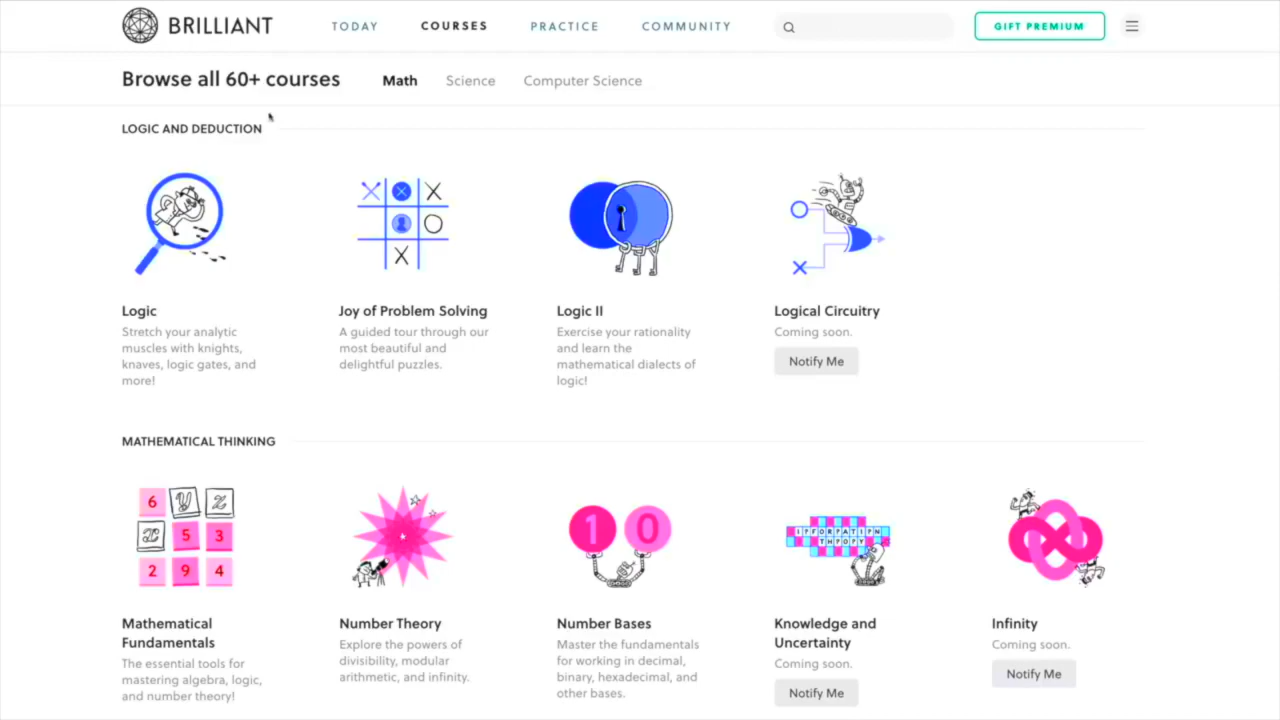 BRILLIANT
TODAY
COURSES
PRACTICE
COMMUNITY
GIFT PREMIUM
Browse all 60+ courses
Math
Science
Computer Science
LOGIC AND DEDUCTION
Logic
Stretch your analytic
muscles with knights,
knaves, logic gates, and
more!
Joy of Problem Solving
A guided tour through our
most beautiful and
delightful puzzles.
Logic II
Exercise your rationality
and learn the
mathematical dialects of
logic!
Logical Circuitry
Coming soon.
Notify Me
MATHEMATICAL THINKING
6 y z
x 5 3
2 9 4
Mathematical
Fundamentals
The essential tools for
mastering algebra, logic,
and number theory!
Number Theory
Explore the powers of
divisibility, modular
arithmetic, and infinity.
1 0
Number Bases
Master the fundamentals
for working in decimal,
binary, hexadecimal, and
other bases.
Knowledge and
Uncertainty
Coming soon.
Notify Me
Infinity
Coming soon.
Notify Me